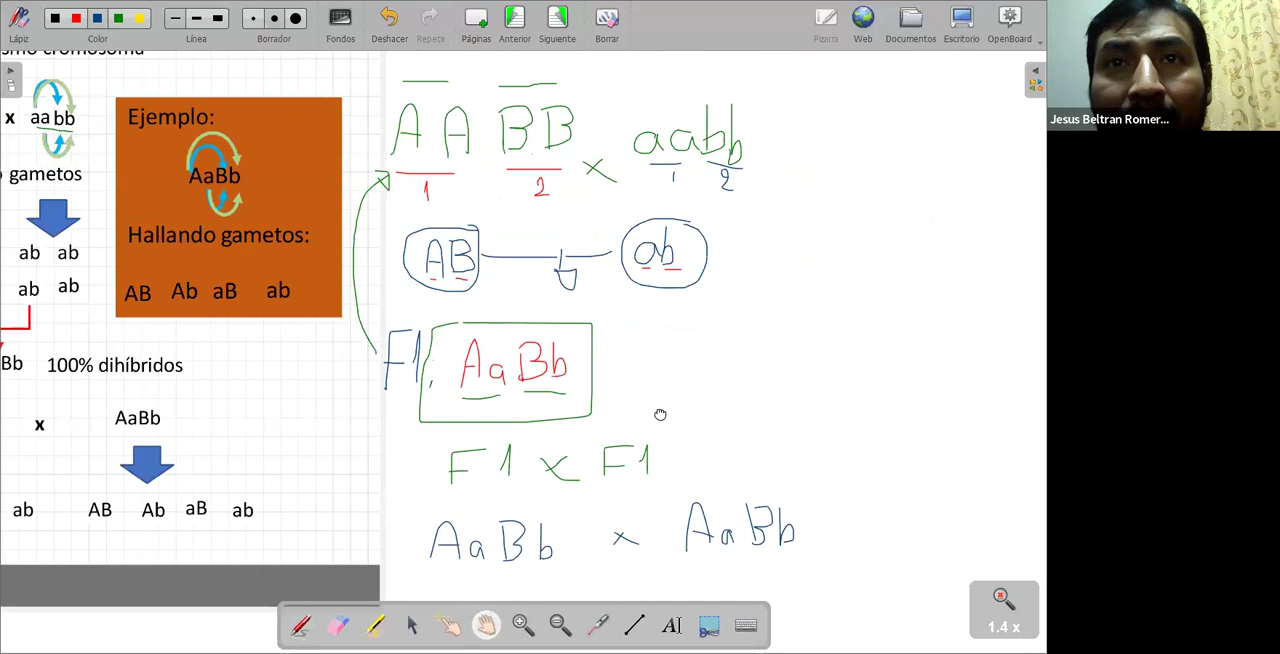 Lápiz
Color
Línea
Borrador
Fondos
Deshacer
Repetir
Páginas
Anterior
Siguiente
Borrar
Pizarra
Web
Documentos
Escritorio
OpenBoard
smo cromosoma
x aa bb
gametos
ab ab
ab ab
Bb 100% dihíbridos
x AaBb
ab AB Ab aB ab
Ejemplo:
AaBb
Hallando gametos:
AB Ab aB ab
AA BB x aabb
1 2 1 2
AB ab
F1: AaBb
F1 x F1
AaBb x AaBb
Jesus Beltran Romer...
1.4 x